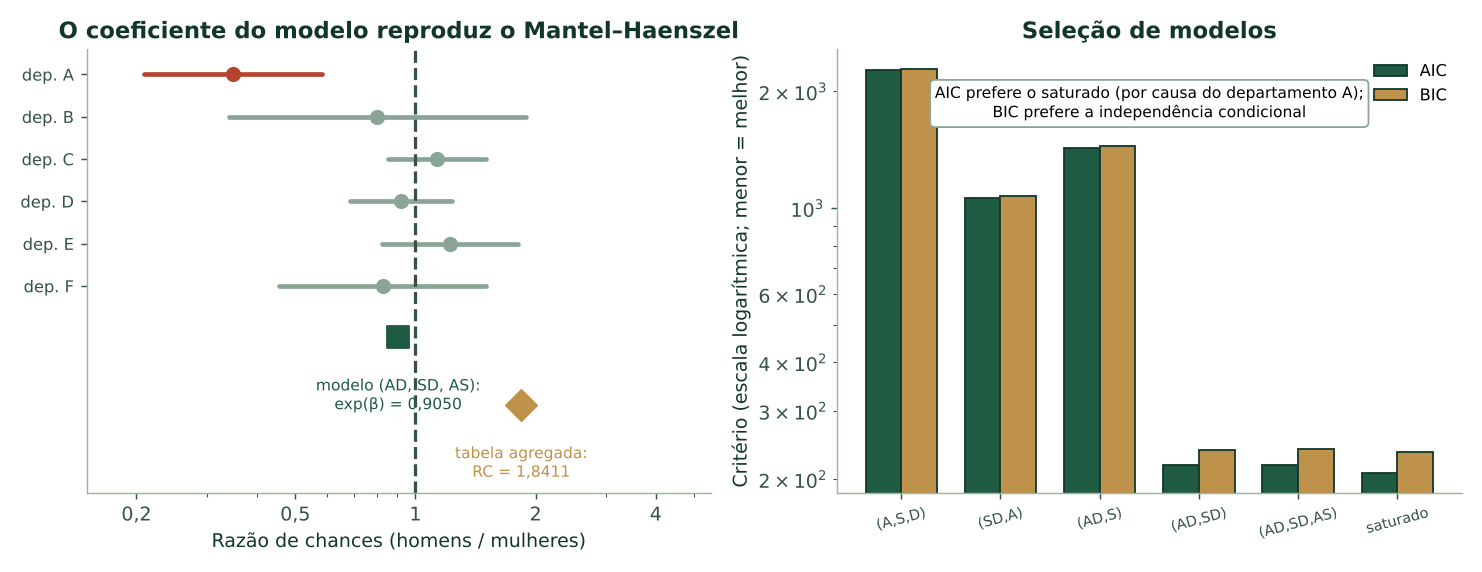 O coeficiente do modelo reproduz o Mantel–Haenszel
dep. A
dep. B
dep. C
dep. D
dep. E
dep. F
modelo (AD, SD, AS):
exp(β) = 0,9050
tabela agregada:
RC = 1,8411
0,2
0,5
1
2
4
Razão de chances (homens / mulheres)
Seleção de modelos
Critério (escala logarítmica; menor = melhor)
2 × 10³
10³
6 × 10²
4 × 10²
3 × 10²
2 × 10²
AIC prefere o saturado (por causa do departamento A);
BIC prefere a independência condicional
AIC
BIC
(A,S,D)
(SD,A)
(AD,S)
(AD,SD)
(AD,SD,AS)
saturado